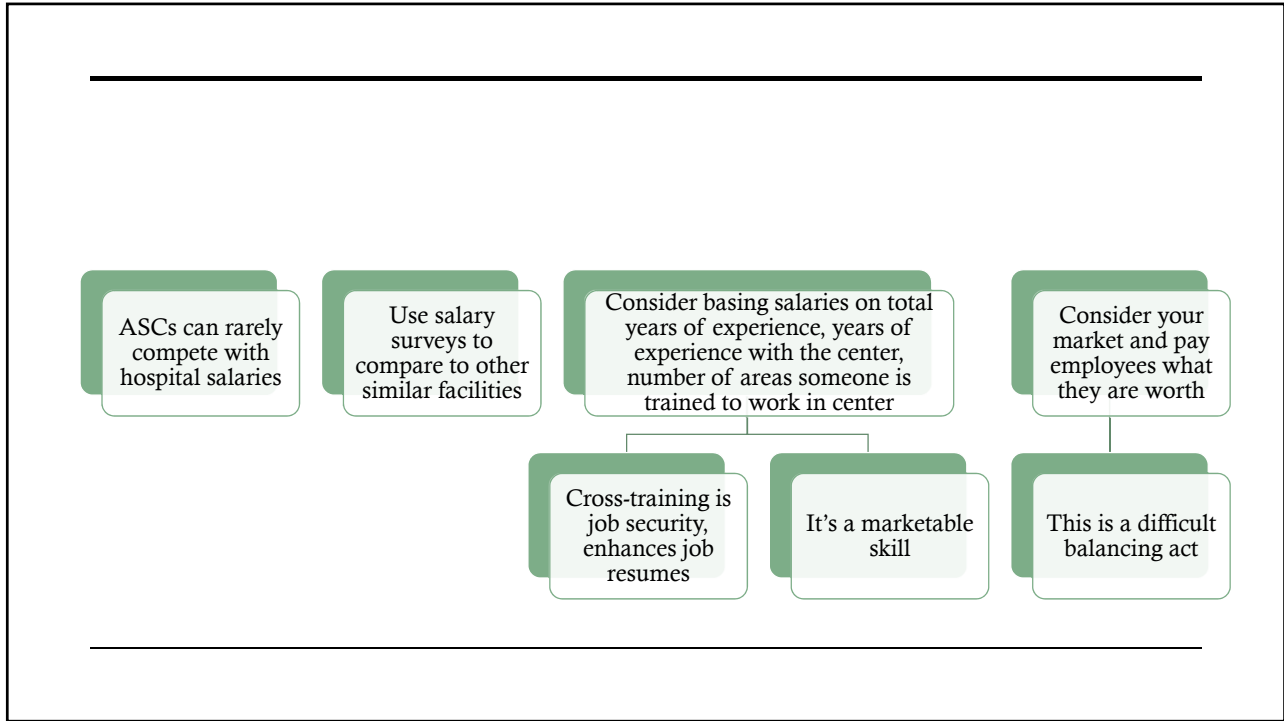 ASCs can rarely
compete with
hospital salaries
Use salary
surveys to
compare to other
similar facilities
Consider basing salaries on total
years of experience, years of
experience with the center,
number of areas someone is
trained to work in center
Consider your
market and pay
employees what
they are worth
Cross-training is
job security,
enhances job
resumes
It’s a marketable
skill
This is a difficult
balancing act